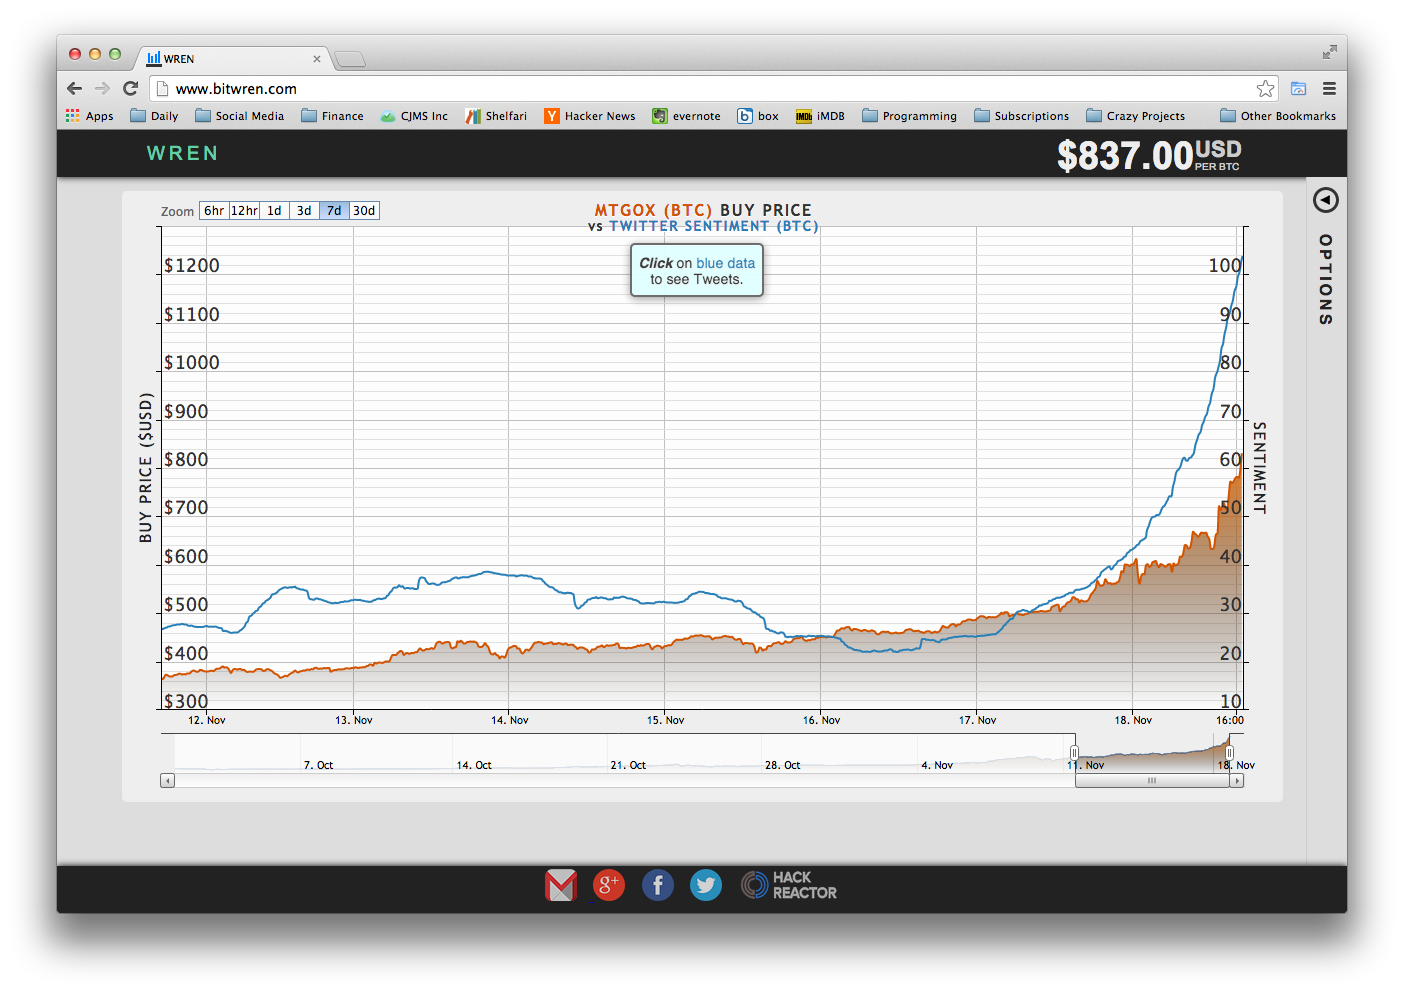 WREN
www.bitwren.com
Apps Daily Social Media Finance CJMS Inc Shelfari Hacker News evernote box iMDB Programming Subscriptions Crazy Projects Other Bookmarks
WREN
$837.00 USD
PER BTC
Zoom 6hr 12hr 1d 3d 7d 30d
MTGOX (BTC) BUY PRICE
vs TWITTER SENTIMENT (BTC)
Click on blue data
to see Tweets.
OPTIONS
BUY PRICE ($USD)
$1200
$1100
$1000
$900
$800
$700
$600
$500
$400
$300
100
90
80
70
60
50
40
30
20
10
SENTIMENT
12. Nov 13. Nov 14. Nov 15. Nov 16. Nov 17. Nov 18. Nov 16:00
7. Oct 14. Oct 21. Oct 28. Oct 4. Nov 11. Nov 18. Nov
HACK
REACTOR